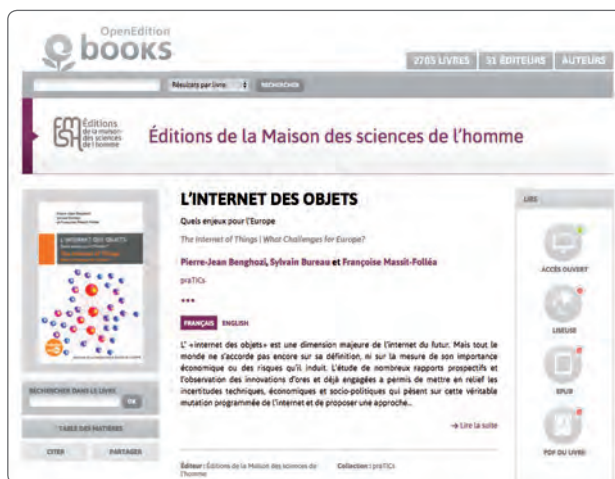 OpenEdition
books
2765 LIVRES 51 ÉDITEURS AUTEURS
Résultats par livre RECHERCHER
Éditions
de la maison
des sciences
de l'homme
Éditions de la Maison des sciences de l'homme
L'INTERNET DES OBJETS
Quels enjeux pour l'Europe
The Internet of Things | What Challenges for Europe?
Pierre-Jean Benghozi, Sylvain Bureau et Françoise Massit-Folléa
praTICs
***
FRANÇAIS ENGLISH
L' «internet des objets» est une dimension majeure de l'internet du futur. Mais tout le
monde ne s'accorde pas encore sur sa définition, ni sur la mesure de son importance
économique ou des risques qu'il induit. L'étude de nombreux rapports prospectifs et
l'observation des innovations d'ores et déjà engagées a permis de mettre en relief les
incertitudes techniques, économiques et socio-politiques qui pèsent sur cette véritable
mutation programmée de l'internet et de proposer une approche...
→ Lire la suite
Éditeur : Éditions de la Maison des sciences de
l'homme
Collection : praTICs
L'INTERNET DES OBJETS
RECHERCHER DANS LE LIVRE
OK
TABLE DES MATIÈRES
CITER PARTAGER
LIRE
ACCÈS OUVERT
LISEUSE
EPUB
PDF DU LIVRE